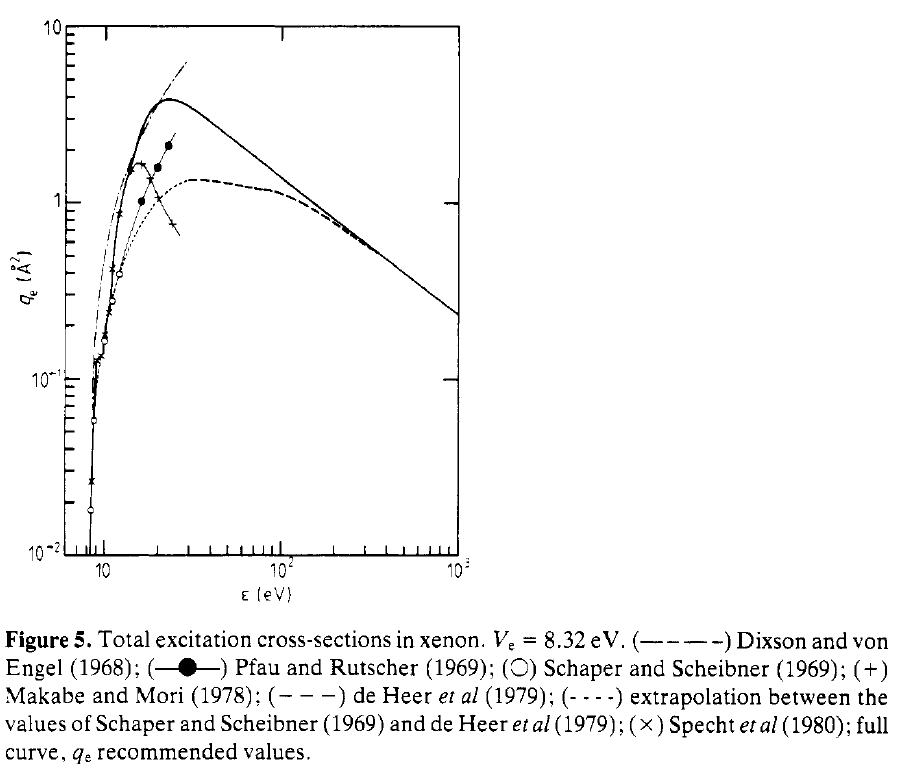 10
1
10⁻¹
10⁻²
qₑ (Å²)
10
10²
10³
ε (eV)
Figure 5. Total excitation cross-sections in xenon. Vₑ = 8.32 eV. (–––––) Dixson and von
Engel (1968); (—●—) Pfau and Rutscher (1969); (○) Schaper and Scheibner (1969); (+)
Makabe and Mori (1978); (– – –) de Heer et al (1979); (- - - -) extrapolation between the
values of Schaper and Scheibner (1969) and de Heer et al (1979); (×) Specht et al (1980); full
curve, qₑ recommended values.